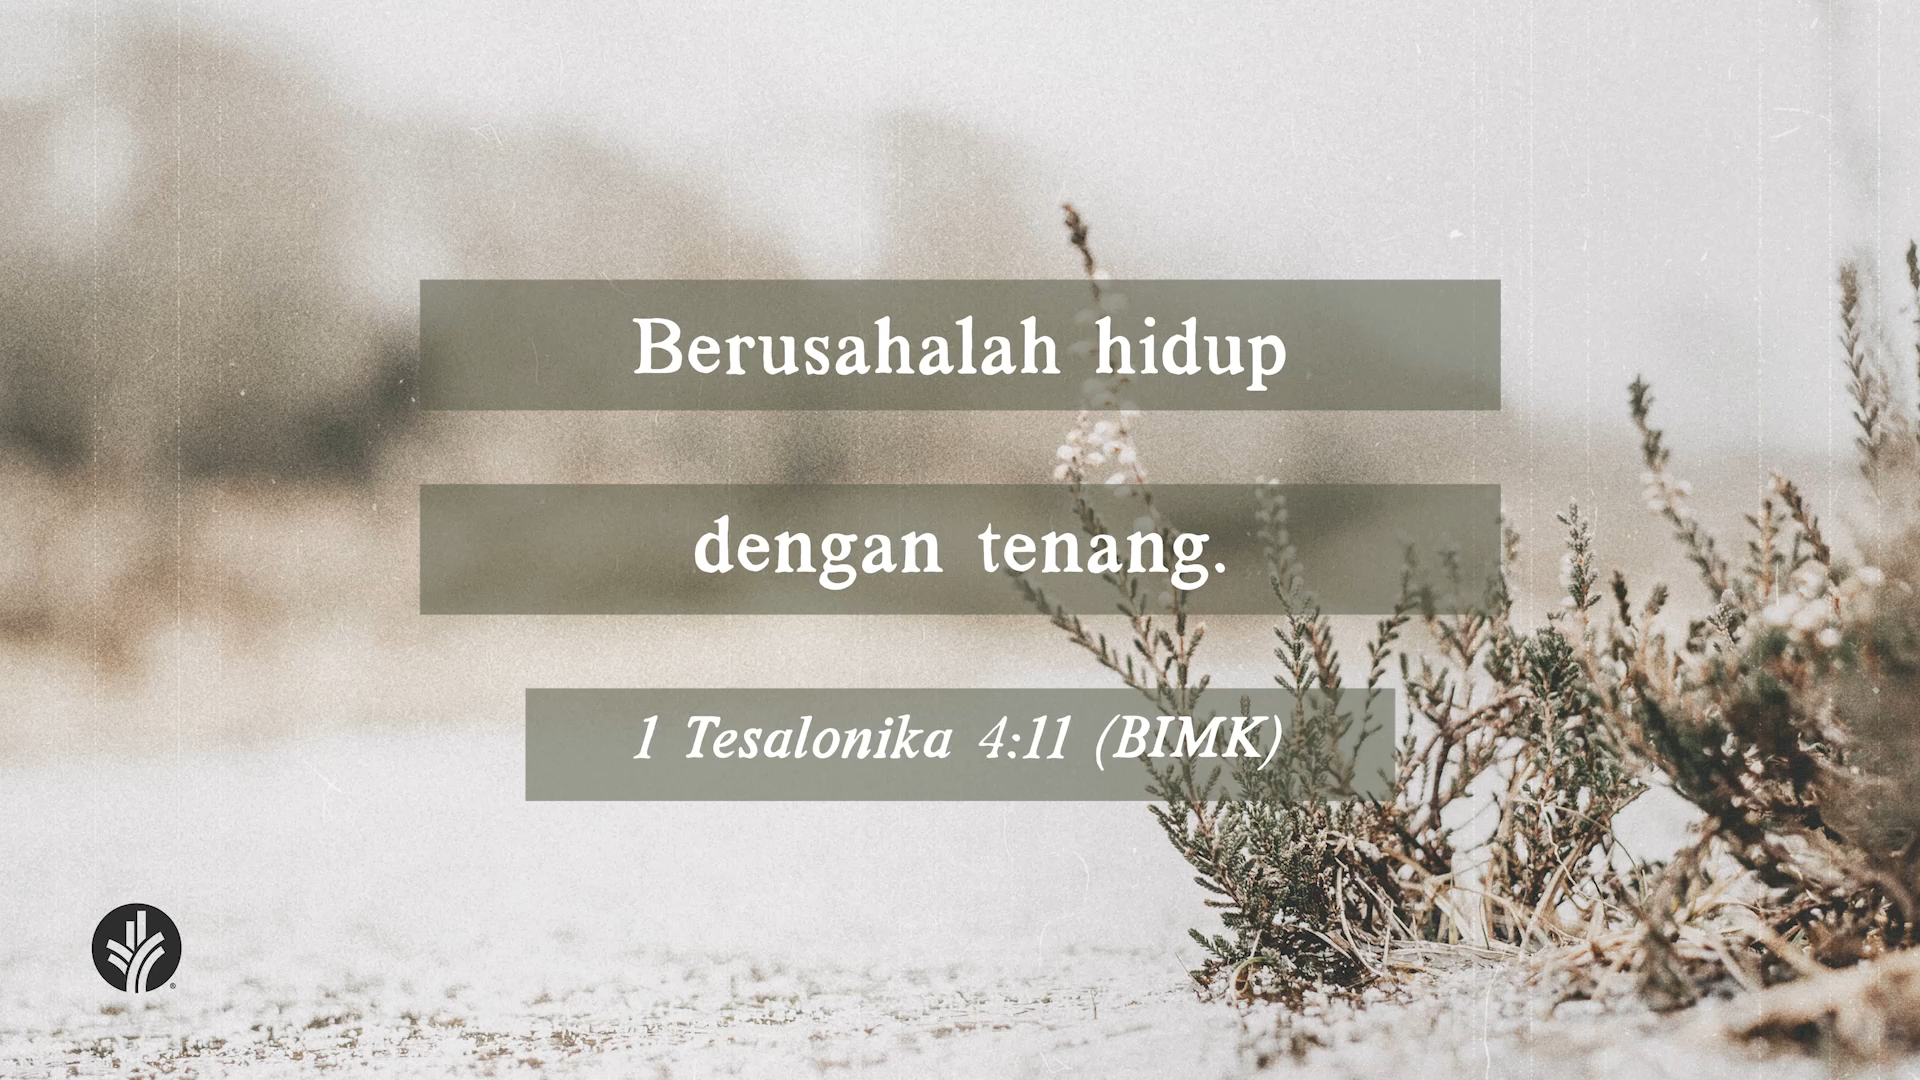 Berusahalah hidup
dengan tenang.
1 Tesalonika 4:11 (BIMK)
®